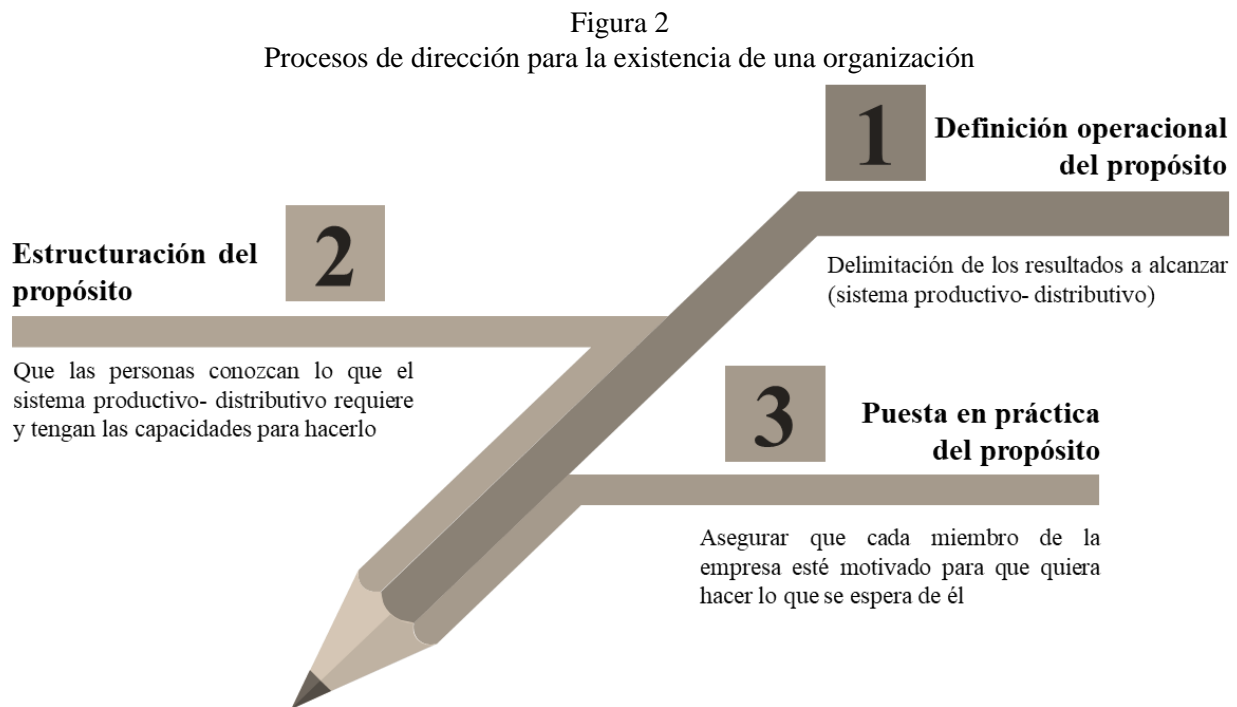 Figura 2
Procesos de dirección para la existencia de una organización
1
Definición operacional
del propósito
Delimitación de los resultados a alcanzar
(sistema productivo- distributivo)
2
Estructuración del
propósito
Que las personas conozcan lo que el
sistema productivo- distributivo requiere
y tengan las capacidades para hacerlo
3
Puesta en práctica
del propósito
Asegurar que cada miembro de la
empresa esté motivado para que quiera
hacer lo que se espera de él